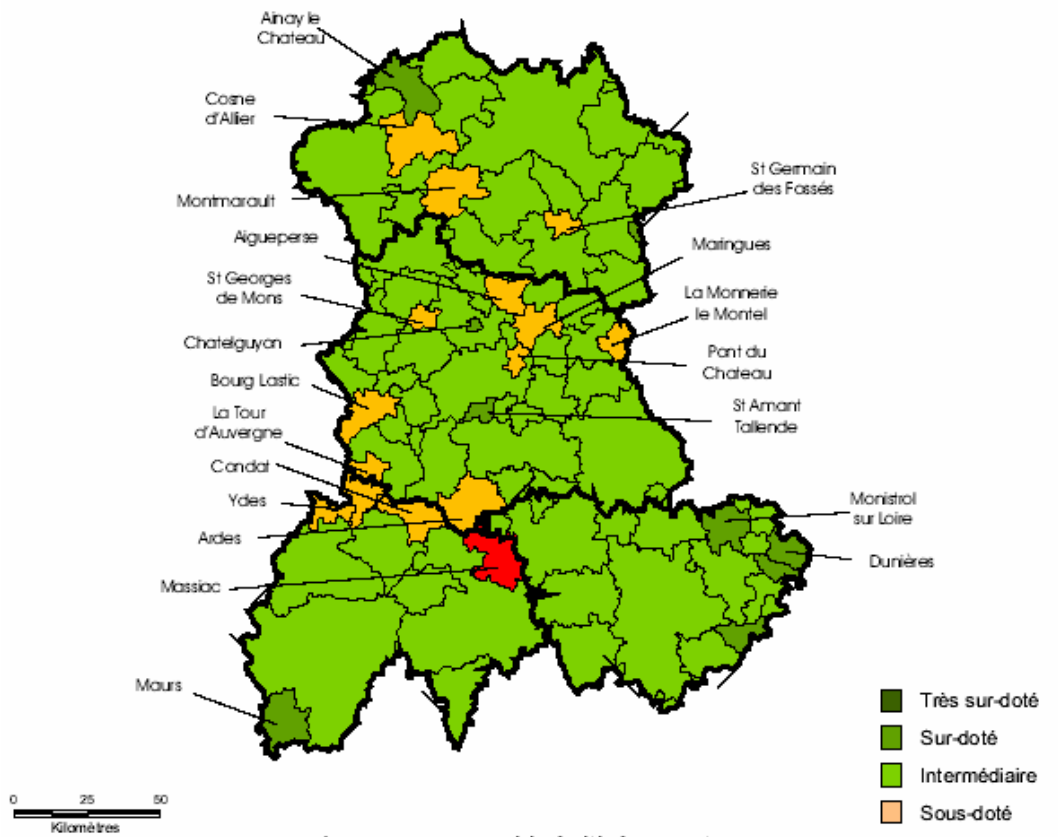 Ainay le
Chateau
Cosne
d'Allier
Montmarault
Aigueperse
St Georges
de Mons
Chatelguyon
Bourg Lastic
La Tour
d'Auvergne
Condat
Ydes
Ardes
Massiac
Maurs
St Germain
des Fossés
Maringues
La Monnerie
le Montel
Pont du
Chateau
St Amant
Tallende
Monistrol
sur Loire
Dunières
Très sur-doté
Sur-doté
Intermédiaire
Sous-doté
0 25 50
Kilomètres